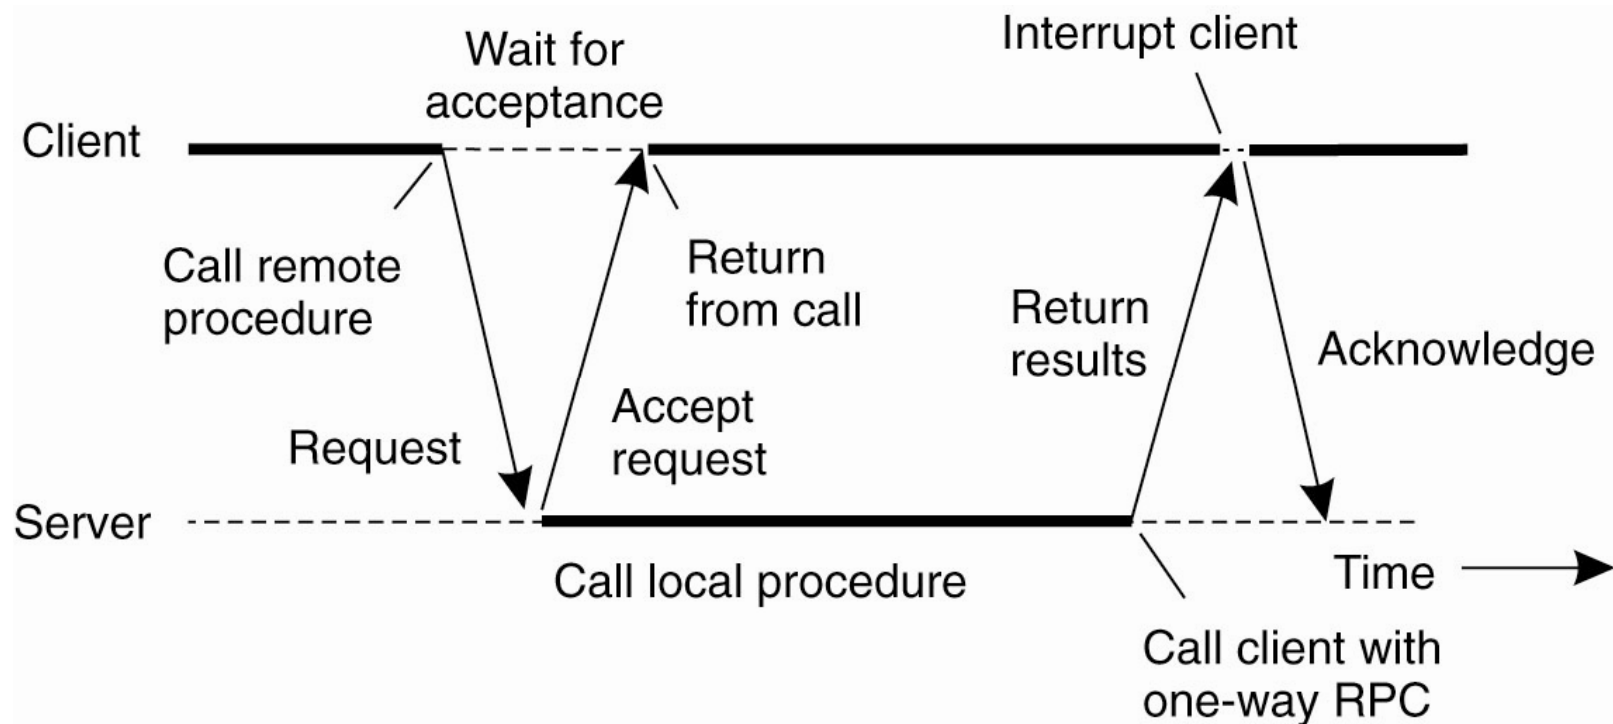 Wait for
acceptance
Interrupt client
Client
Call remote
procedure
Return
from call
Return
results
Acknowledge
Accept
request
Request
Server
Call local procedure
Time
Call client with
one-way RPC